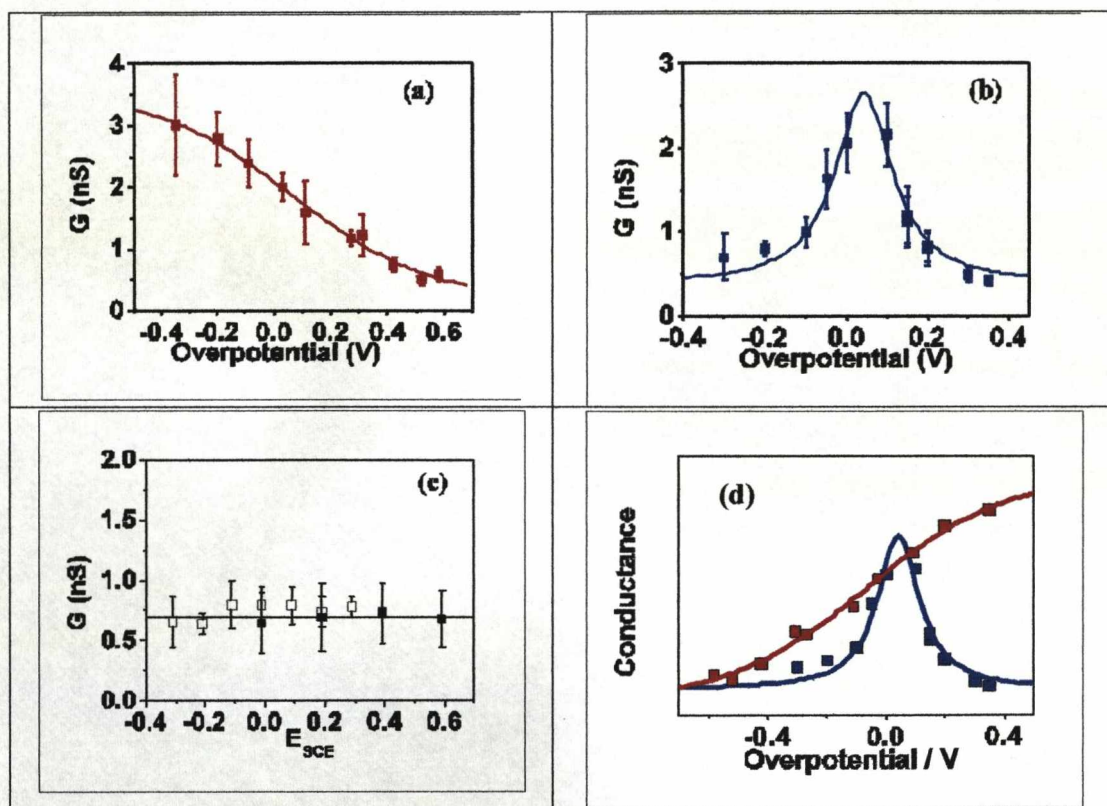 (a)
4
3
2
1
0
G (nS)
-0.4 -0.2 0.0 0.2 0.4 0.6
Overpotential (V)
(b)
3
2
1
0
G (nS)
-0.4 -0.2 0.0 0.2 0.4
Overpotential (V)
(c)
2.0
1.5
1.0
0.5
0.0
G (nS)
-0.4 -0.2 0.0 0.2 0.4 0.6
E_SCE
(d)
Conductance
-0.4 0.0 0.4
Overpotential / V